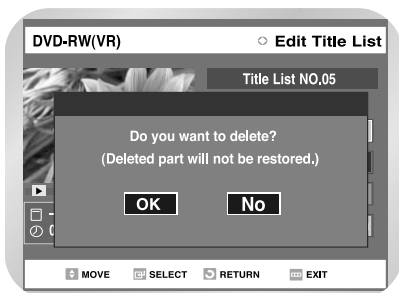 DVD-RW(VR) Edit Title List
Title List NO.05
Do you want to delete?
(Deleted part will not be restored.)
OK No
MOVE SELECT RETURN EXIT